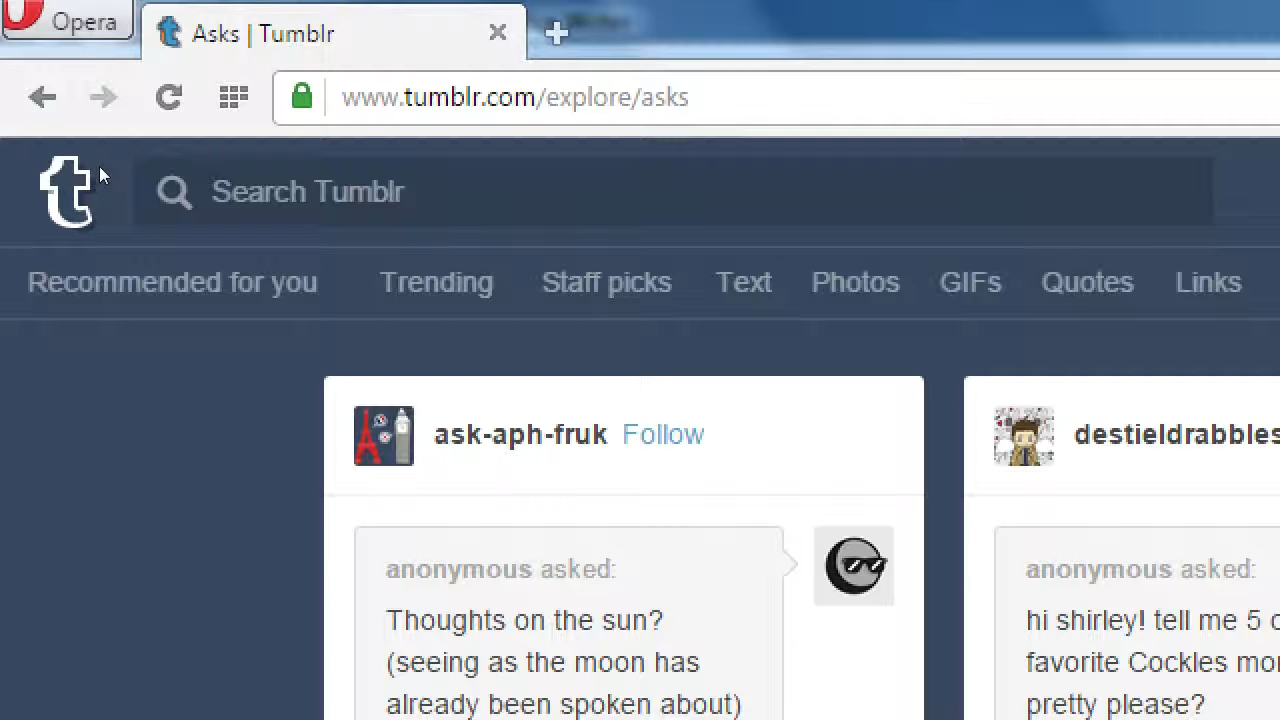 Opera
Asks | Tumblr
www.tumblr.com/explore/asks
t
Search Tumblr
Recommended for you Trending Staff picks Text Photos GIFs Quotes Links
ask-aph-fruk Follow
destieldrabbles
anonymous asked:
Thoughts on the sun?
(seeing as the moon has
already been spoken about)
anonymous asked:
hi shirley! tell me 5
favorite Cockles
pretty please?